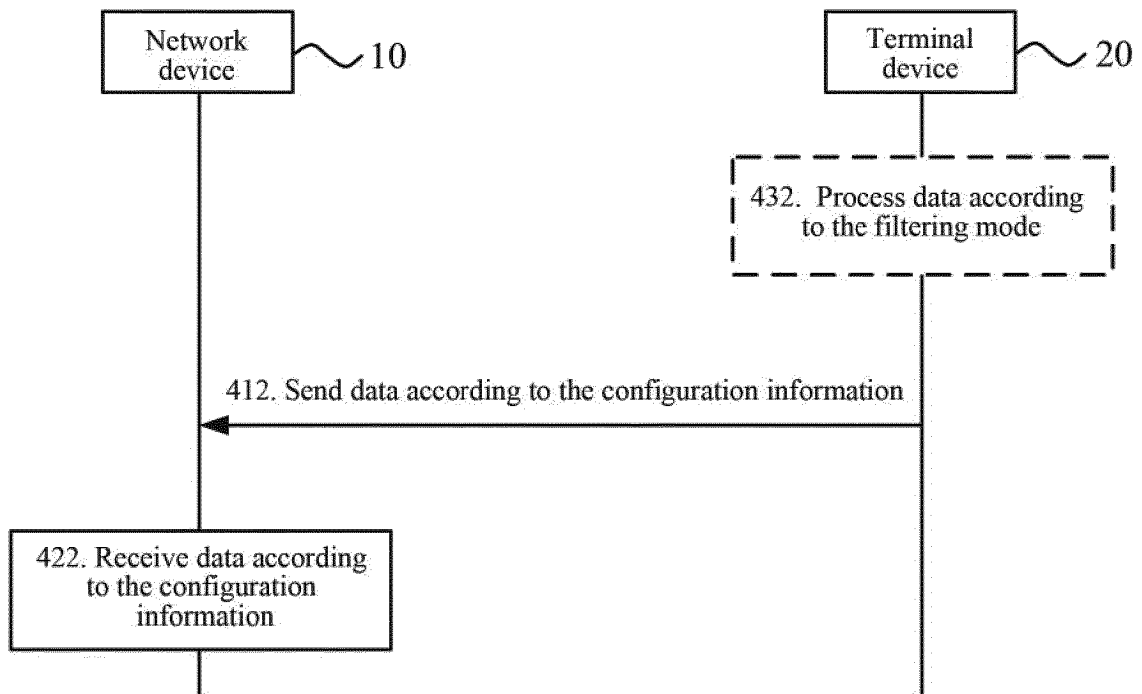 Network
device
10
Terminal
device
20
432. Process data according
to the filtering mode
412. Send data according to the configuration information
422. Receive data according
to the configuration
information